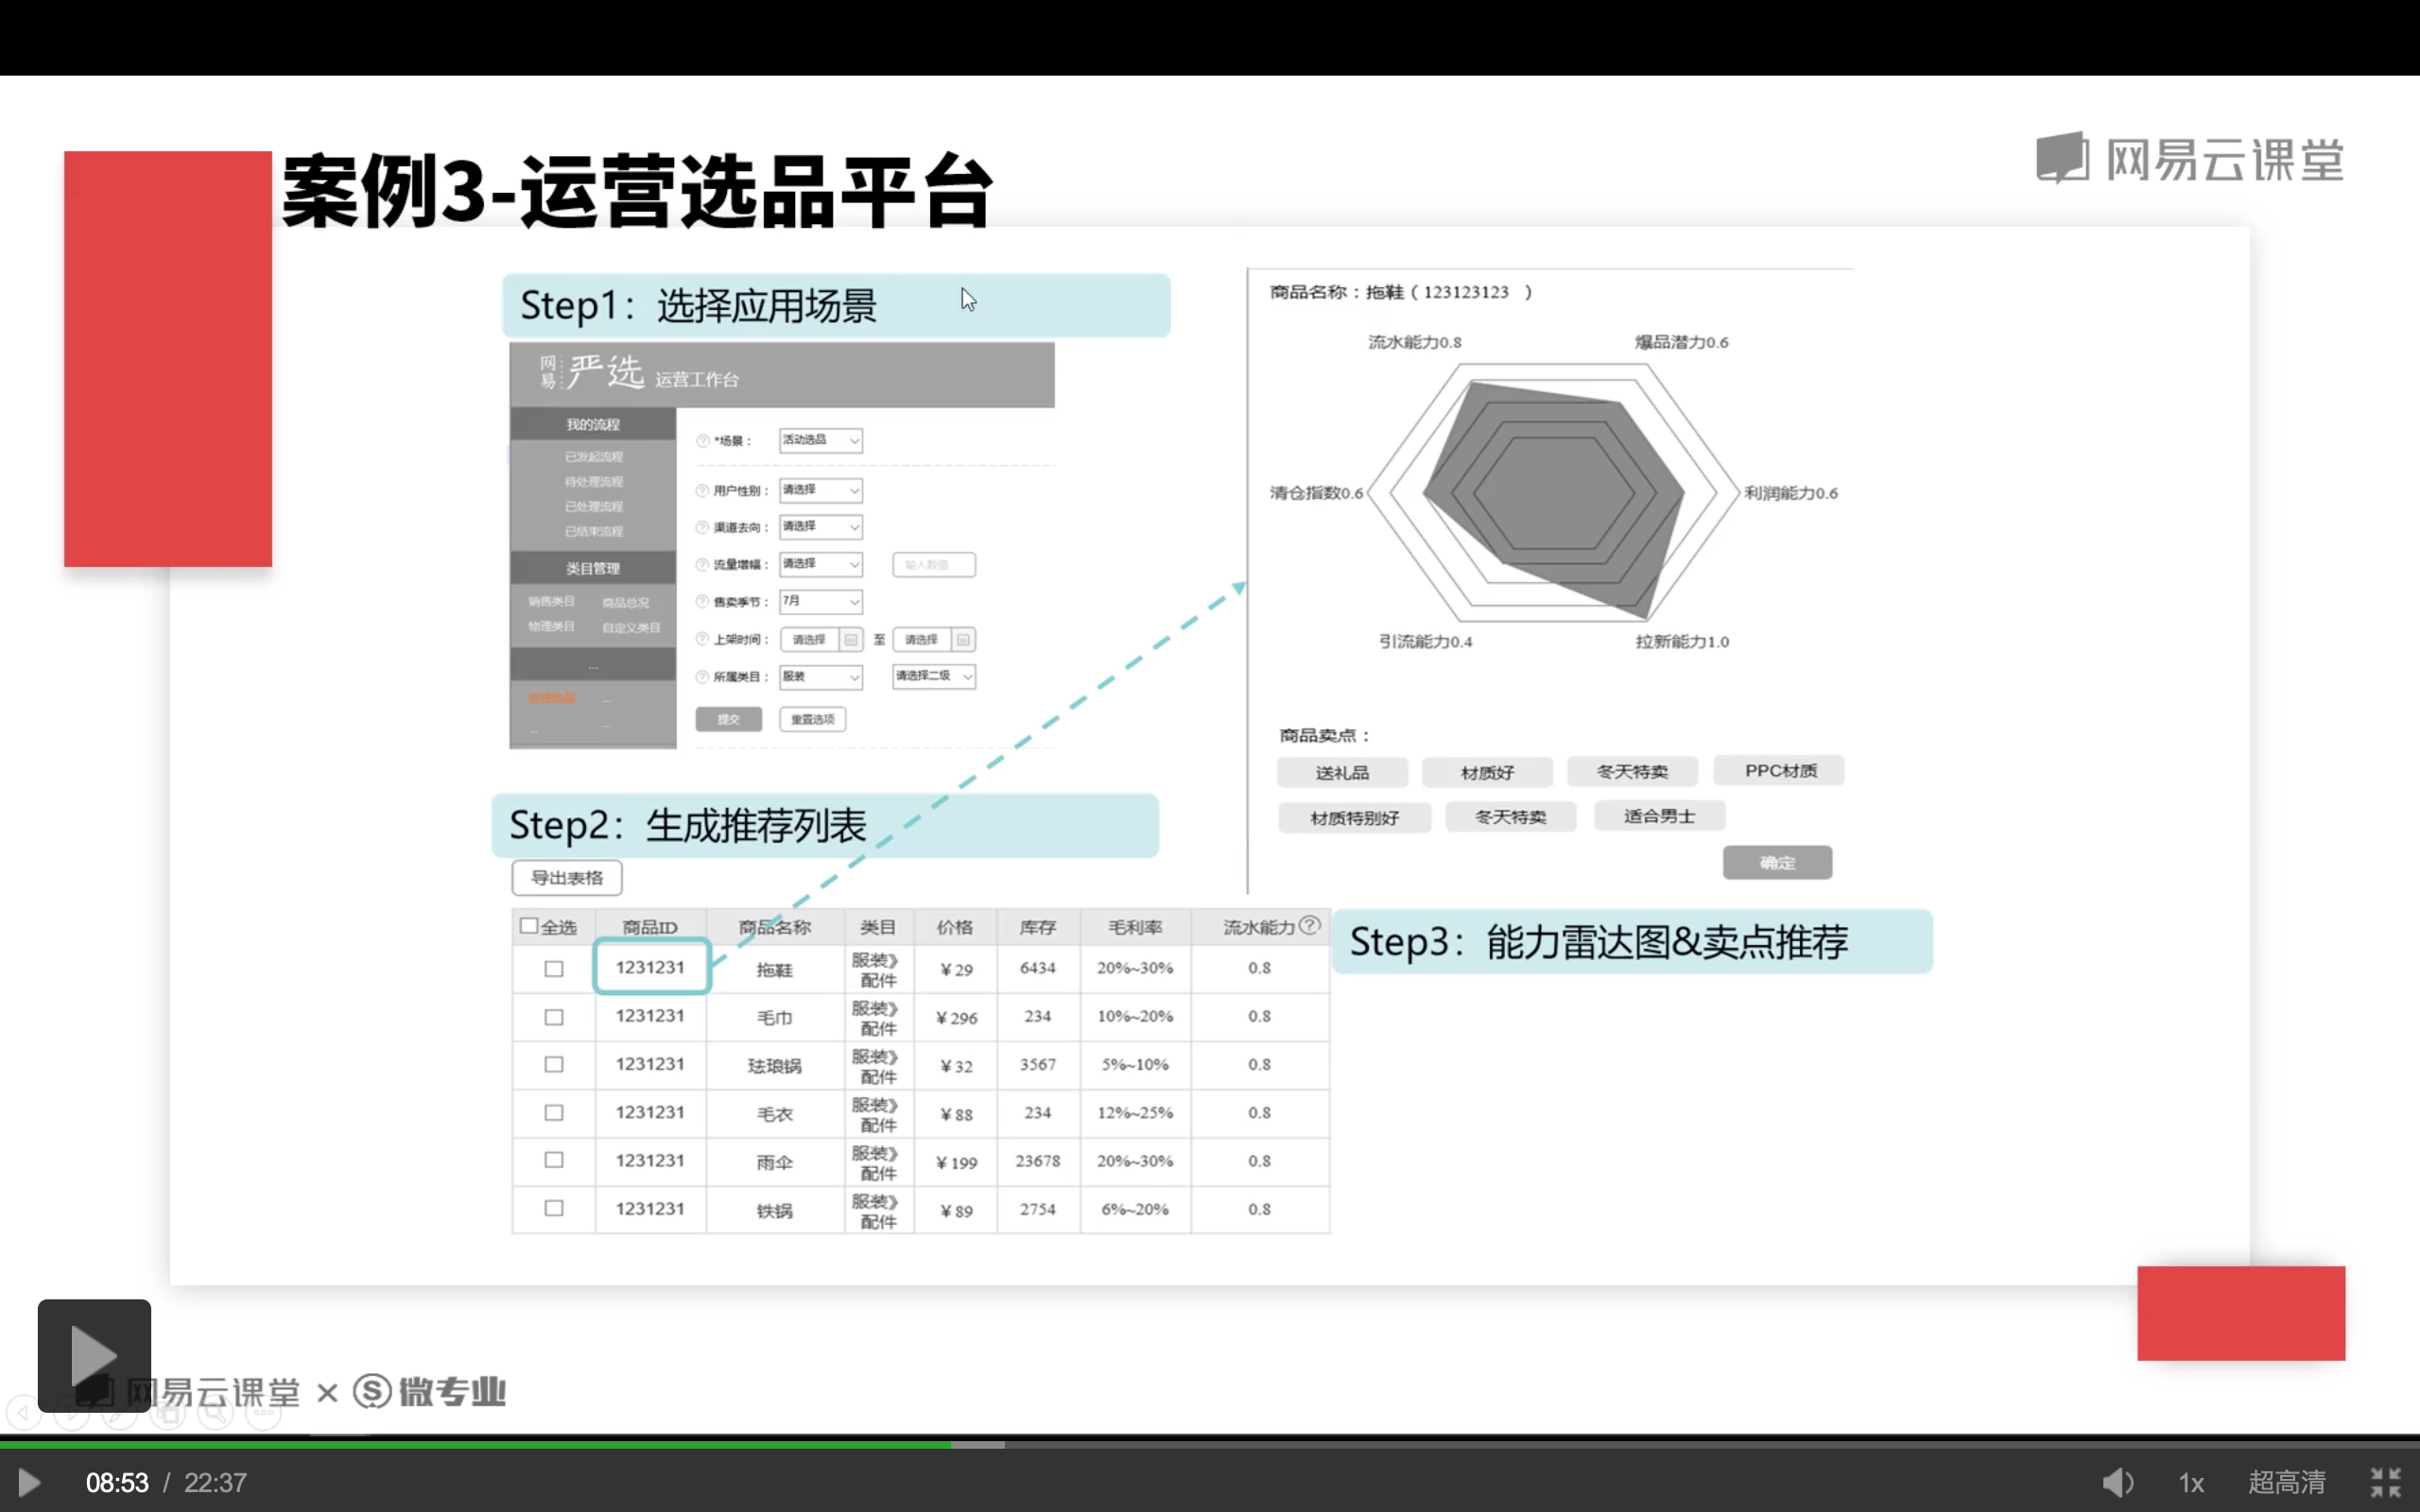 案例3-运营选品平台
网易云课堂
Step1：选择应用场景
网易 严选 运营工作台
我的流程
已发起流程
待处理流程
已处理流程
已结束流程
类目管理
销售类目 商品总况
物理类目 自定义类目
...
... 
...
*场景： 活动选品
用户性别： 请选择
渠道去向： 请选择
流量增幅： 请选择 输入数值
售卖季节： 7月
上架时间： 请选择 至 请选择
所属类目： 服装 请选择二级
提交 重置选项
Step2：生成推荐列表
导出表格
全选 商品ID 商品名称 类目 价格 库存 毛利率 流水能力?
1231231 拖鞋 服装》配件 ￥29 6434 20%~30% 0.8
1231231 毛巾 服装》配件 ￥296 234 10%~20% 0.8
1231231 珐琅锅 服装》配件 ￥32 3567 5%~10% 0.8
1231231 毛衣 服装》配件 ￥88 234 12%~25% 0.8
1231231 雨伞 服装》配件 ￥199 23678 20%~30% 0.8
1231231 铁锅 服装》配件 ￥89 2754 6%~20% 0.8
商品名称：拖鞋（123123123 ）
流水能力0.8 爆品潜力0.6
清仓指数0.6 利润能力0.6
引流能力0.4 拉新能力1.0
商品卖点：
送礼品 材质好 冬天特卖 PPC材质
材质特别好 冬天特卖 适合男士
确定
Step3：能力雷达图&卖点推荐
网易云课堂 × 微专业
08:53 / 22:37
1x 超高清